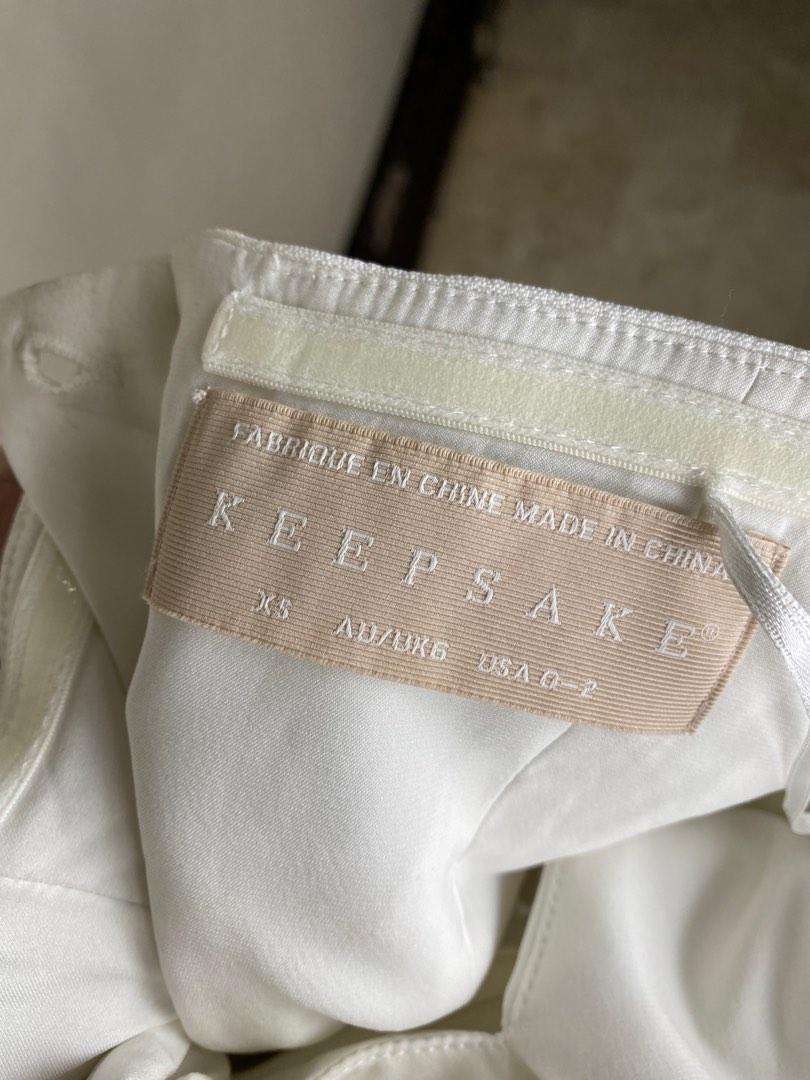 FABRIQUE EN CHINE MADE IN CHINA
KEEPSAKE®
XS AU/UK6 USA 0-2